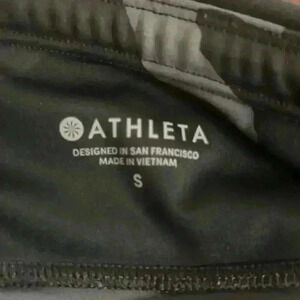 ATHLETA
DESIGNED IN SAN FRANCISCO
MADE IN VIETNAM
S